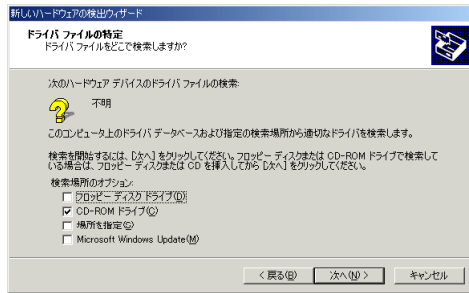 新しいハードウェアの検出ウィザード
ドライバ ファイルの特定
ドライバ ファイルをどこで検索しますか?
次のハードウェア デバイスのドライバ ファイルの検索:
不明
このコンピュータ上のドライバ データベースおよび指定の検索場所から適切なドライバを検索します。
検索を開始するには、[次へ] をクリックしてください。フロッピー ディスクまたは CD-ROM ドライブで検索して
いる場合は、フロッピー ディスクまたは CD を挿入してから [次へ] をクリックしてください。
検索場所のオプション:
フロッピー ディスク ドライブ(D)
CD-ROM ドライブ(C)
場所を指定(S)
Microsoft Windows Update(M)
< 戻る(B)
次へ(N) >
キャンセル